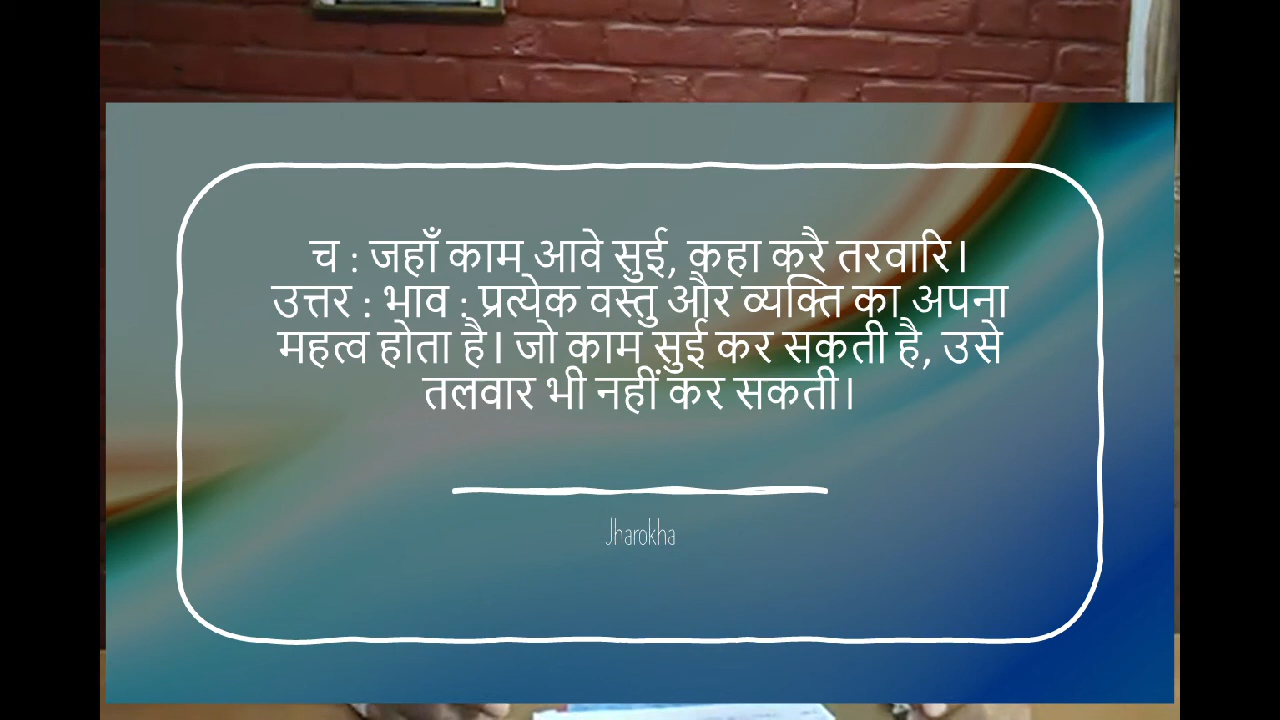 च : जहाँ काम आवे सुई, कहा करै तरवारि।
उत्तर : भाव : प्रत्येक वस्तु और व्यक्ति का अपना
महत्व होता है। जो काम सुई कर सकती है, उसे
तलवार भी नहीं कर सकती।
Jharokha